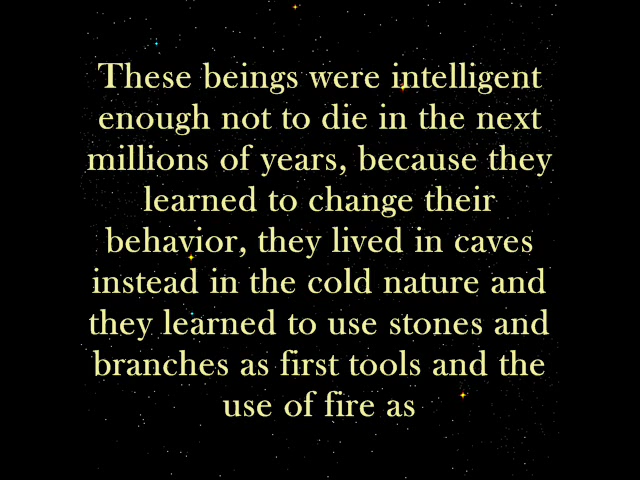 These beings were intelligent
enough not to die in the next
millions of years, because they
learned to change their
behavior, they lived in caves
instead in the cold nature and
they learned to use stones and
branches as first tools and the
use of fire as